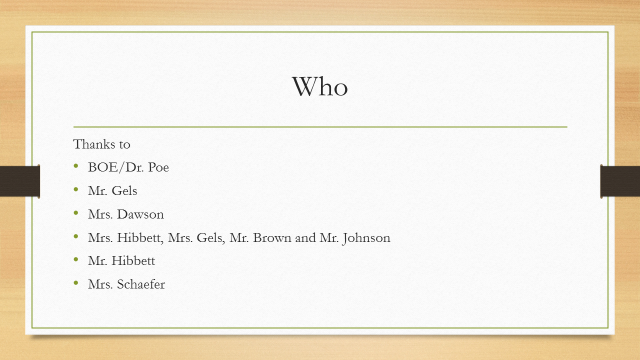 Who
Thanks to
• BOE/Dr. Poe
• Mr. Gels
• Mrs. Dawson
• Mrs. Hibbett, Mrs. Gels, Mr. Brown and Mr. Johnson
• Mr. Hibbett
• Mrs. Schaefer